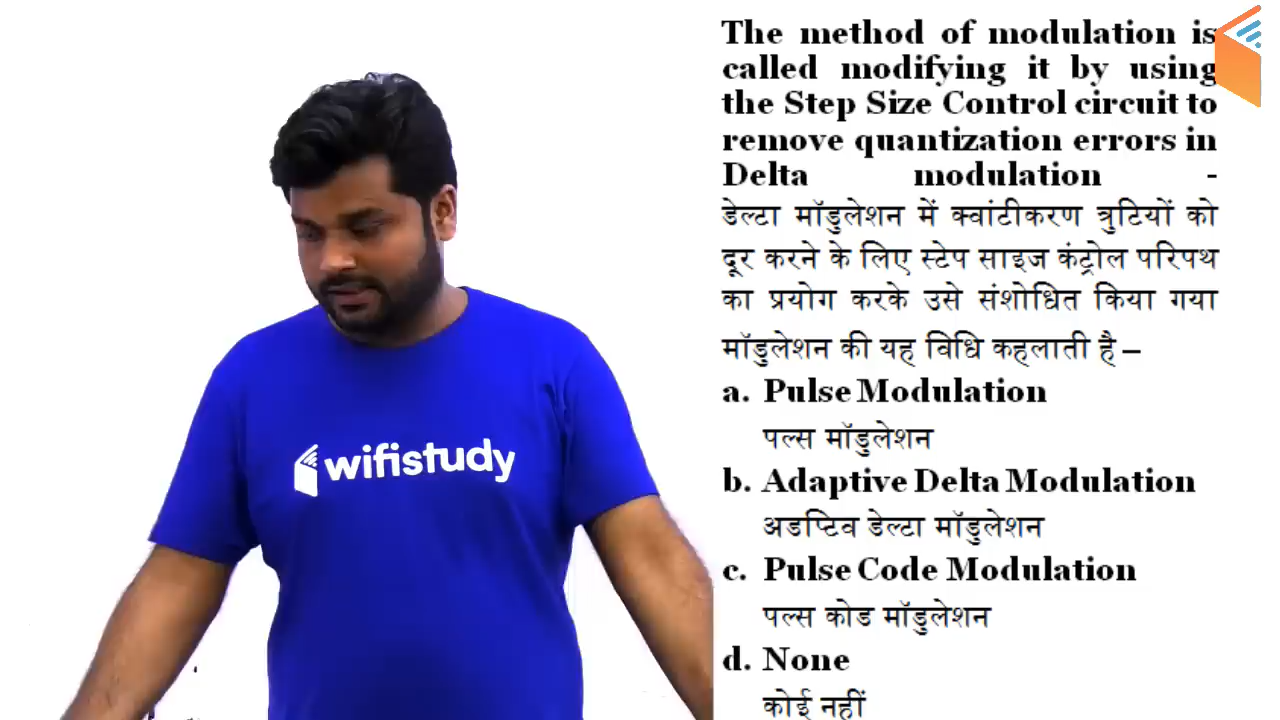 The method of modulation is
called modifying it by using
the Step Size Control circuit to
remove quantization errors in
Delta modulation -
डेल्टा मॉडुलेशन में क्वांटीकरण त्रुटियों को
दूर करने के लिए स्टेप साइज कंट्रोल परिपथ
का प्रयोग करके उसे संशोधित किया गया
मॉडुलेशन की यह विधि कहलाती है –
a. Pulse Modulation
पल्स मॉडुलेशन
b. Adaptive Delta Modulation
अडप्टिव डेल्टा मॉडुलेशन
c. Pulse Code Modulation
पल्स कोड मॉडुलेशन
d. None
कोई नहीं
wifistudy